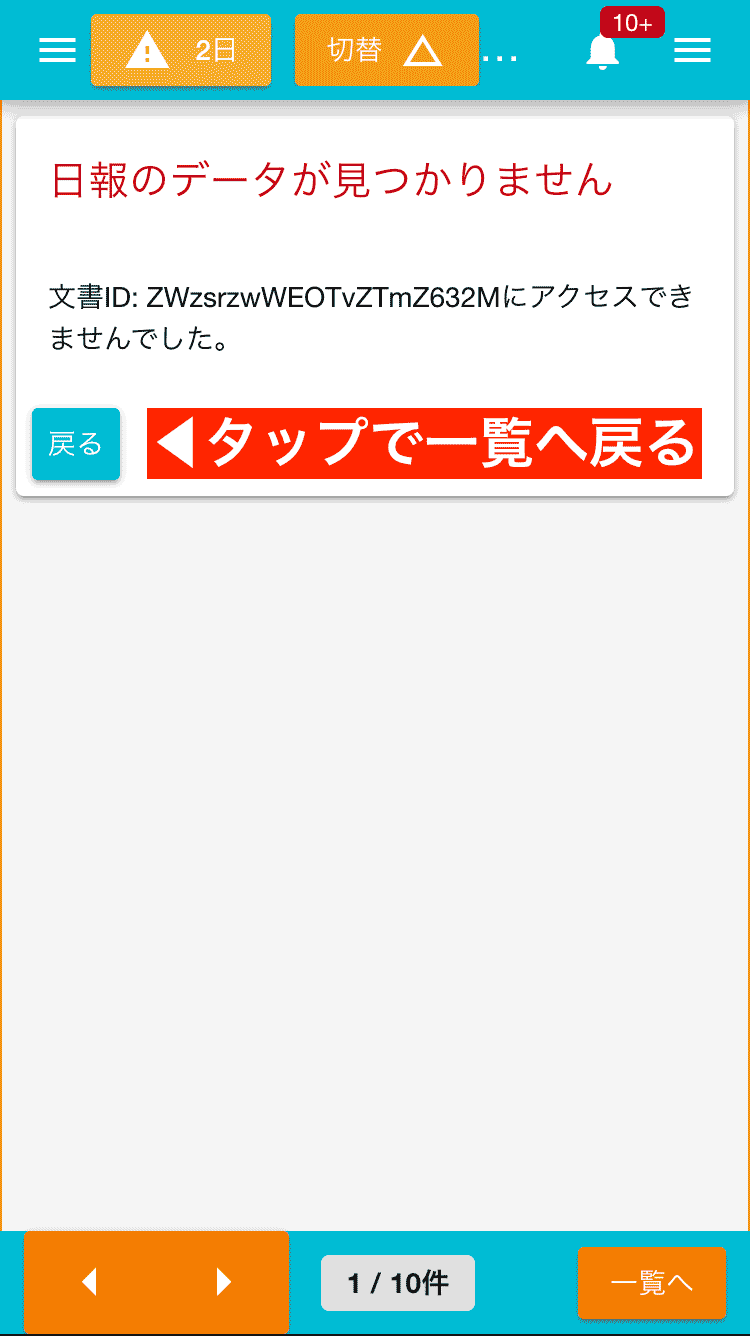 2日
切替
...
10+
日報のデータが見つかりません
文書ID: ZWzsrzwWEOTvZTmZ632Mにアクセスでき
ませんでした。
戻る
◀タップで一覧へ戻る
1 / 10件
一覧へ